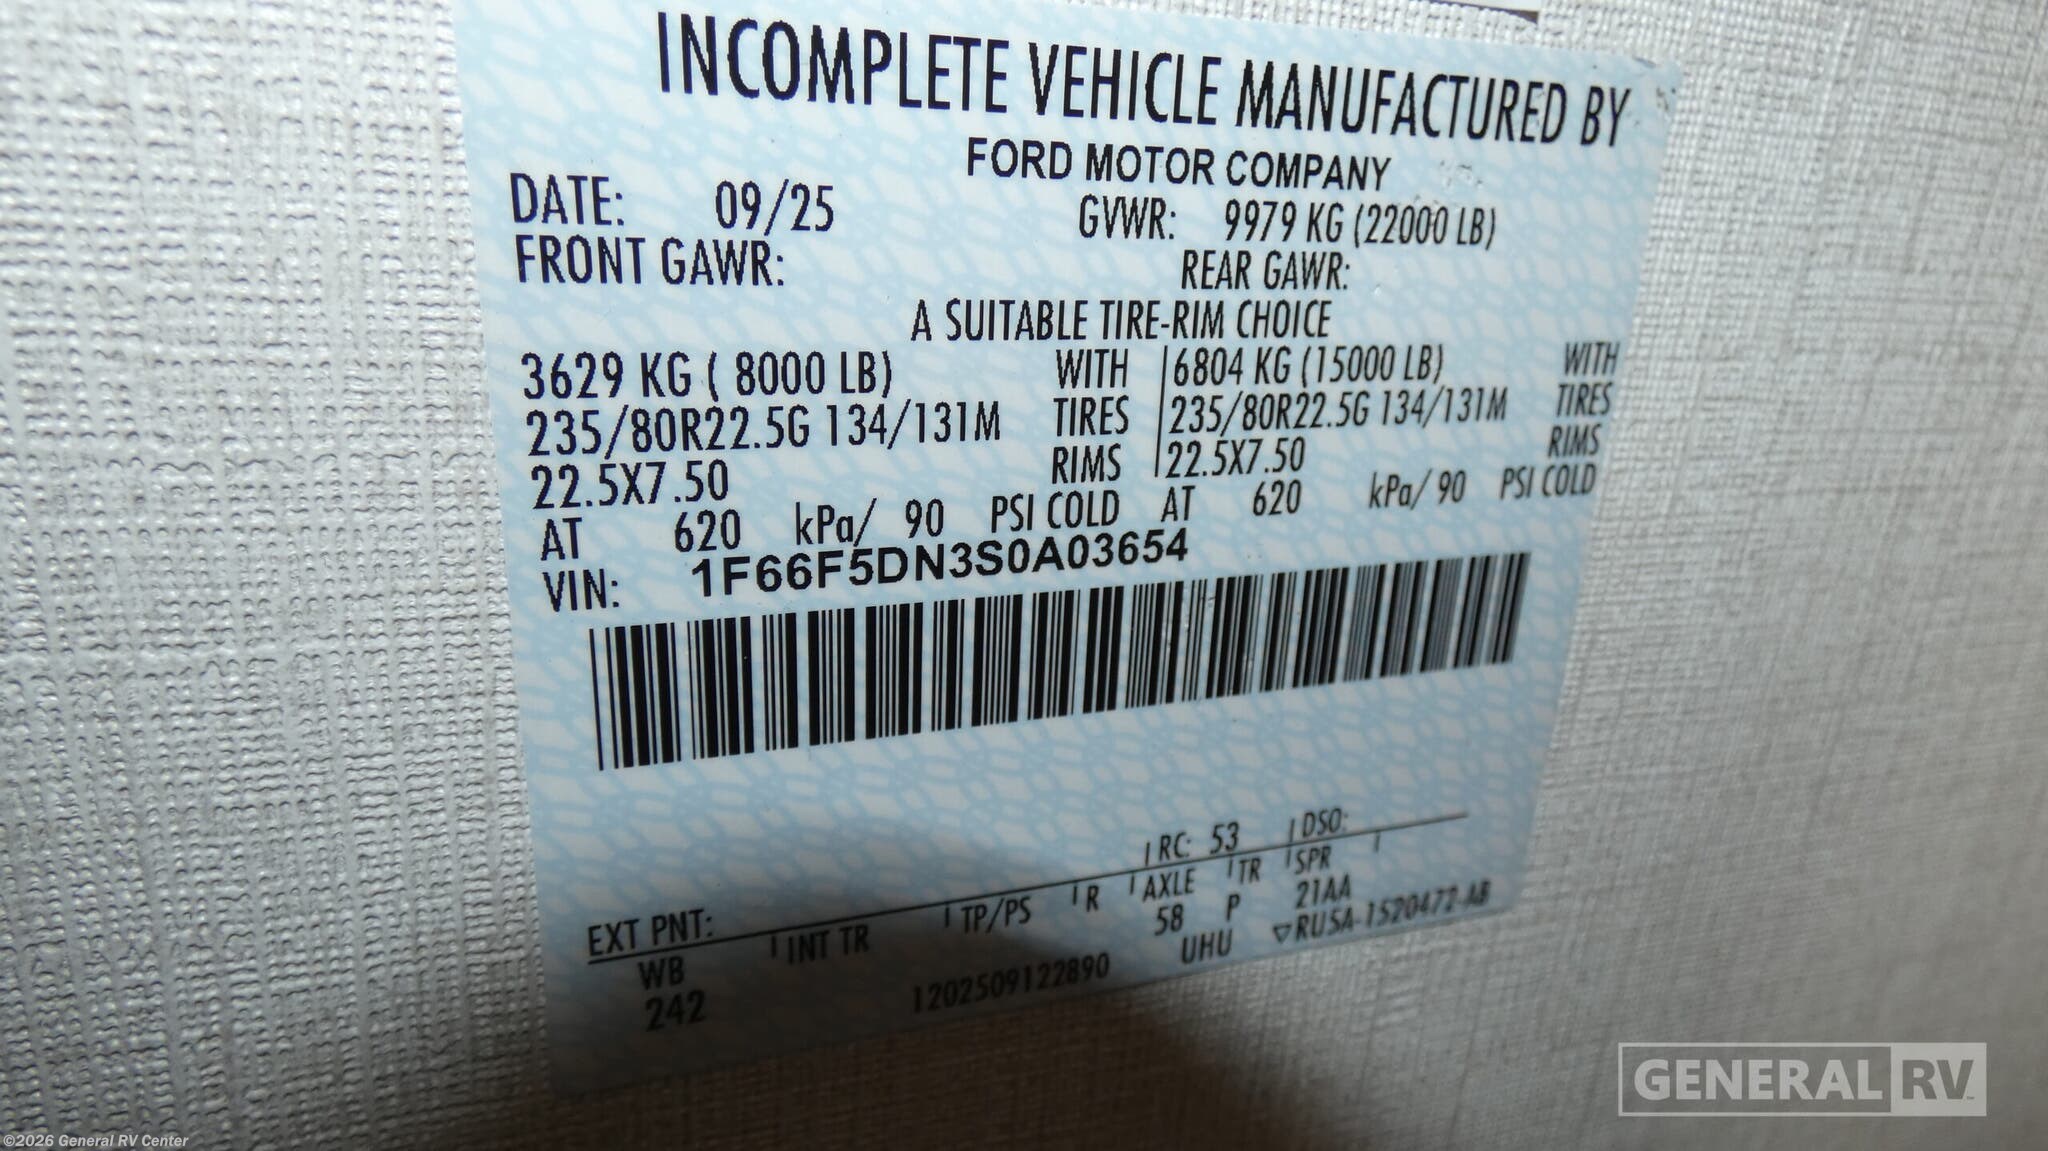 INCOMPLETE VEHICLE MANUFACTURED BY
FORD MOTOR COMPANY
DATE: 09/25 GVWR: 9979 KG (22000 LB)
FRONT GAWR: REAR GAWR:
A SUITABLE TIRE-RIM CHOICE
3629 KG ( 8000 LB) WITH 6804 KG (15000 LB) WITH
235/80R22.5G 134/131M TIRES 235/80R22.5G 134/131M TIRES
22.5X7.50 RIMS 22.5X7.50 RIMS
AT 620 kPa/ 90 PSI COLD AT 620 kPa/ 90 PSI COLD
VIN: 1F66F5DN3S0A03654
EXT PNT: RC: 53 DSO:
WB INT TR TP/PS R AXLE TR SPR
242 58 P 21AA
1202509122890 UHU ▽RUSA-1520472-AB
GENERAL RV
©2026 General RV Center